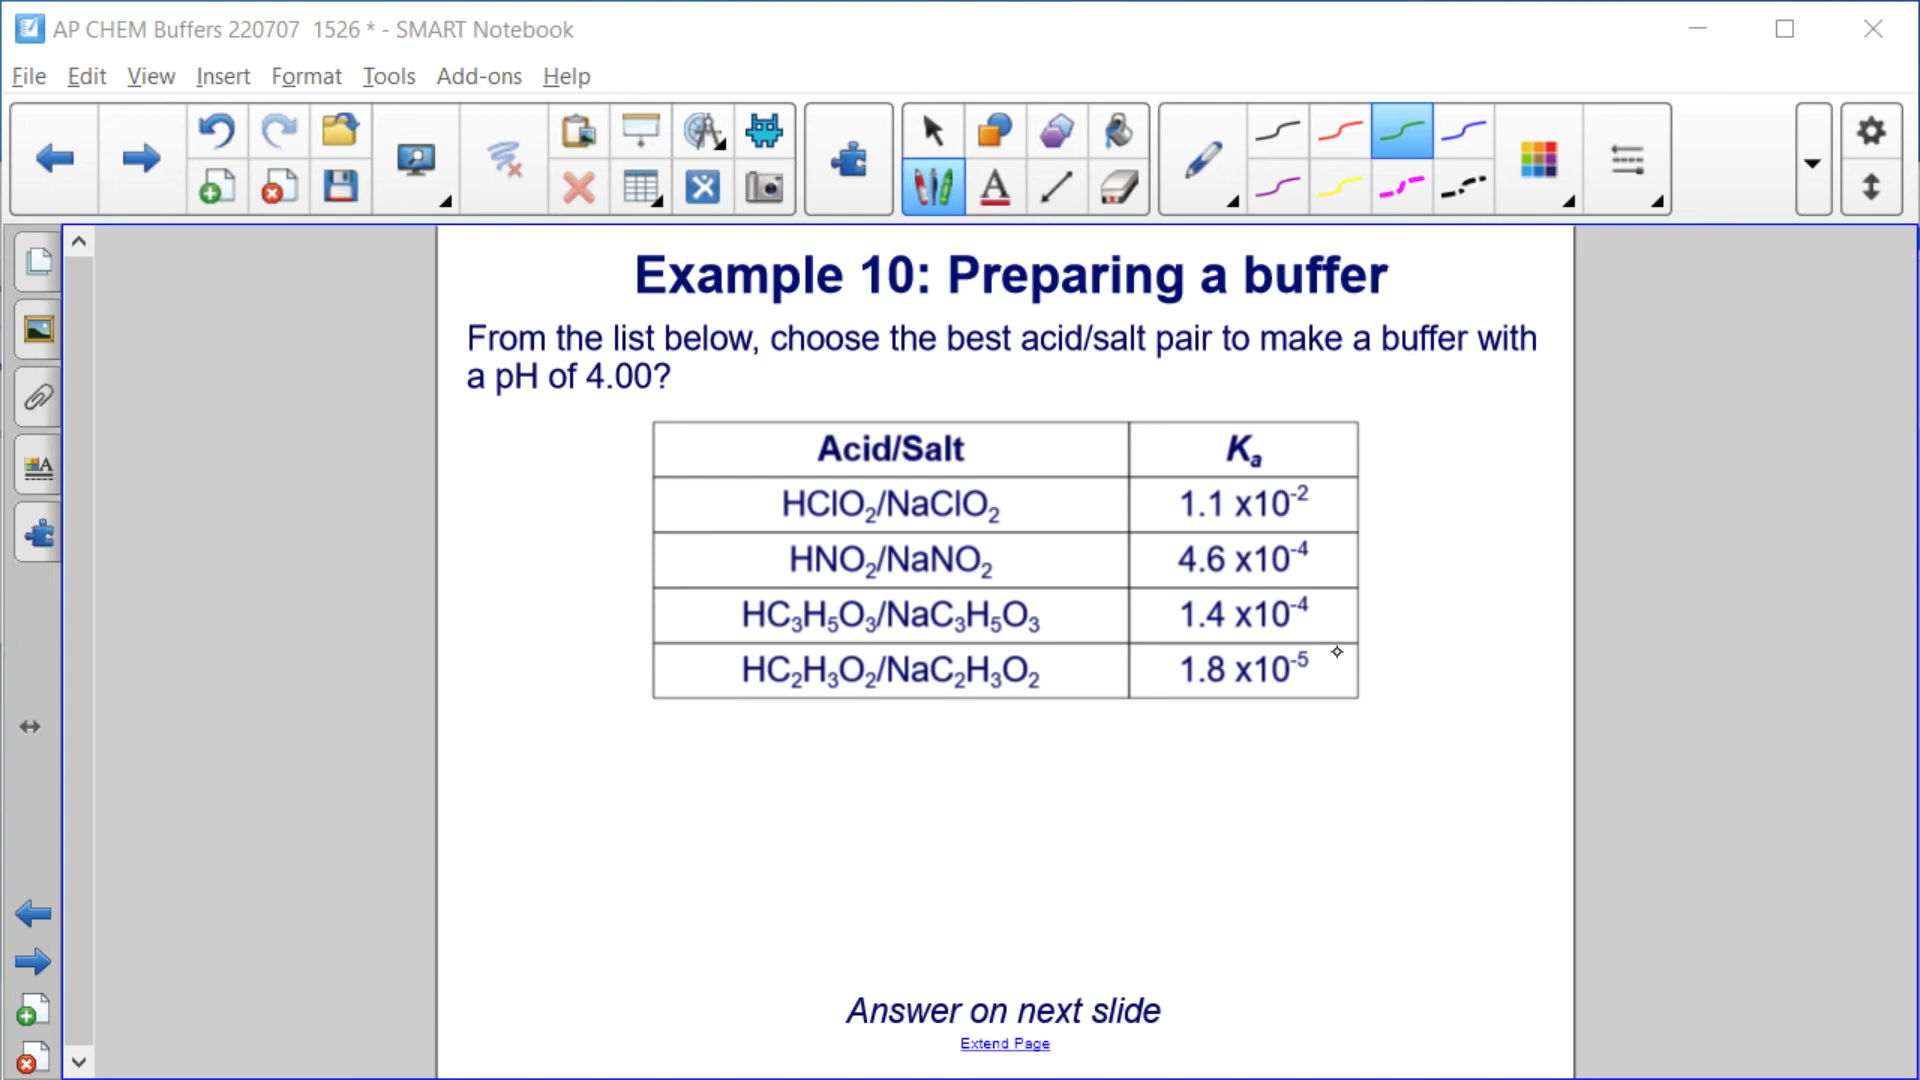 AP CHEM Buffers 220707  1526 * - SMART Notebook
File Edit View Insert Format Tools Add-ons Help
Example 10: Preparing a buffer
From the list below, choose the best acid/salt pair to make a buffer with
a pH of 4.00?
Acid/Salt Kₐ
HClO₂/NaClO₂ 1.1 x10⁻²
HNO₂/NaNO₂ 4.6 x10⁻⁴
HC₃H₅O₃/NaC₃H₅O₃ 1.4 x10⁻⁴
HC₂H₃O₂/NaC₂H₃O₂ 1.8 x10⁻⁵
Answer on next slide
Extend Page